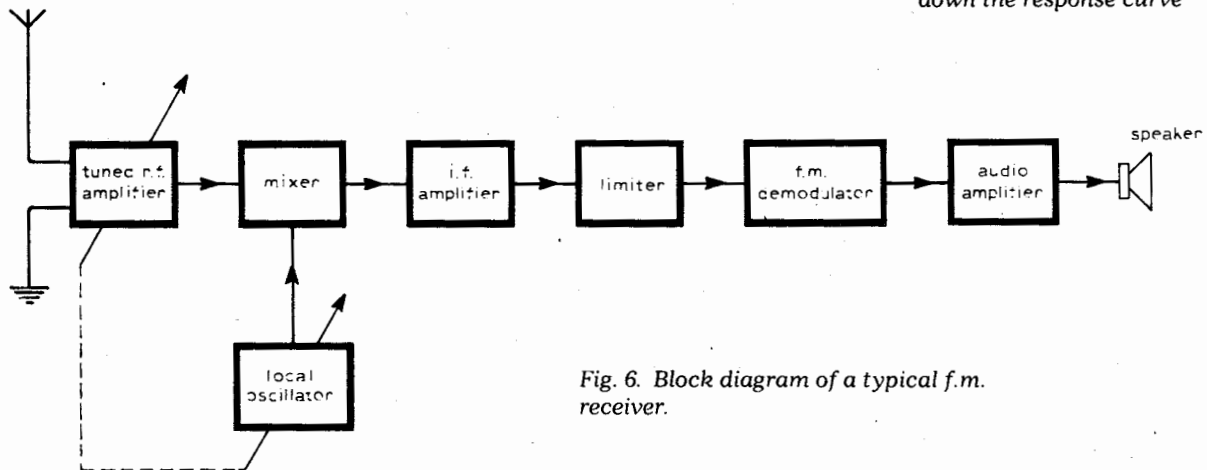 down the response curve
tuned r.f.
amplifier
mixer
i.f.
amplifier
limiter
f.m.
demodulator
audio
amplifier
speaker
local
oscillator
Fig. 6. Block diagram of a typical f.m.
receiver.